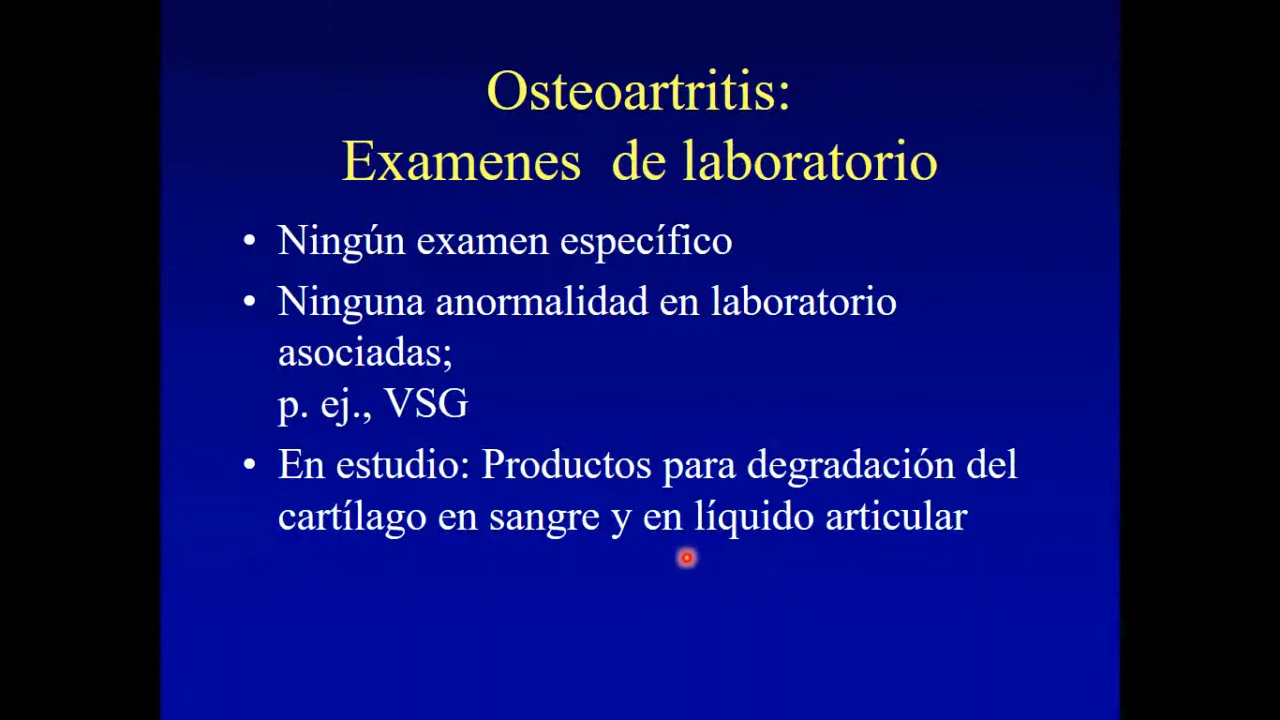 Osteoartritis:
Examenes de laboratorio
• Ningún examen específico
• Ninguna anormalidad en laboratorio
asociadas;
p. ej., VSG
• En estudio: Productos para degradación del
cartílago en sangre y en líquido articular